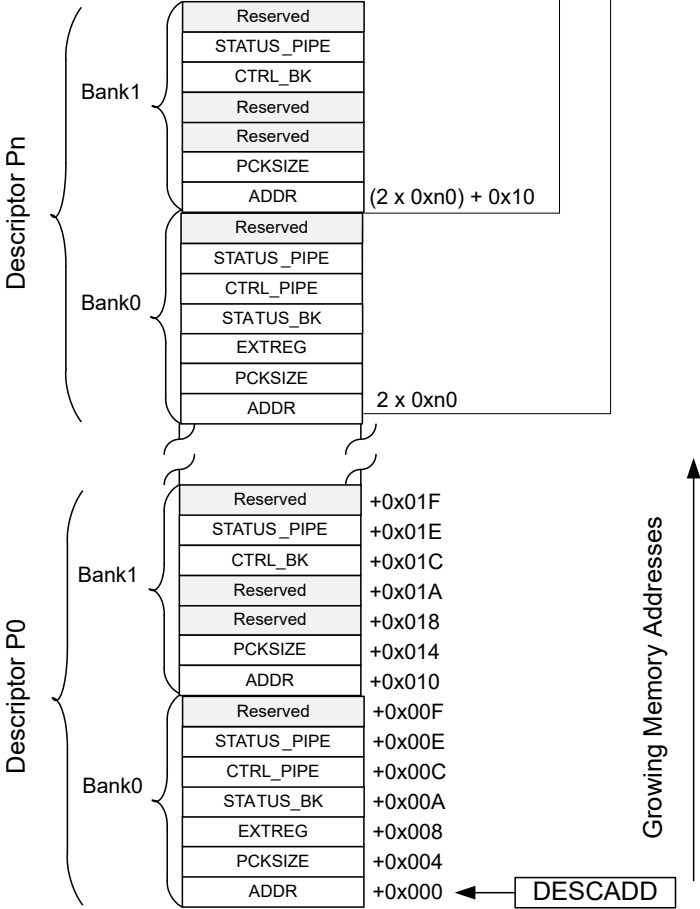 Descriptor Pn
Bank1
Reserved
STATUS_PIPE
CTRL_BK
Reserved
Reserved
PCKSIZE
ADDR (2 x 0xn0) + 0x10
Bank0
Reserved
STATUS_PIPE
CTRL_PIPE
STATUS_BK
EXTREG
PCKSIZE
ADDR 2 x 0xn0
Descriptor P0
Bank1
Reserved +0x01F
STATUS_PIPE +0x01E
CTRL_BK +0x01C
Reserved +0x01A
Reserved +0x018
PCKSIZE +0x014
ADDR +0x010
Bank0
Reserved +0x00F
STATUS_PIPE +0x00E
CTRL_PIPE +0x00C
STATUS_BK +0x00A
EXTREG +0x008
PCKSIZE +0x004
ADDR +0x000 DESCADD
Growing Memory Addresses